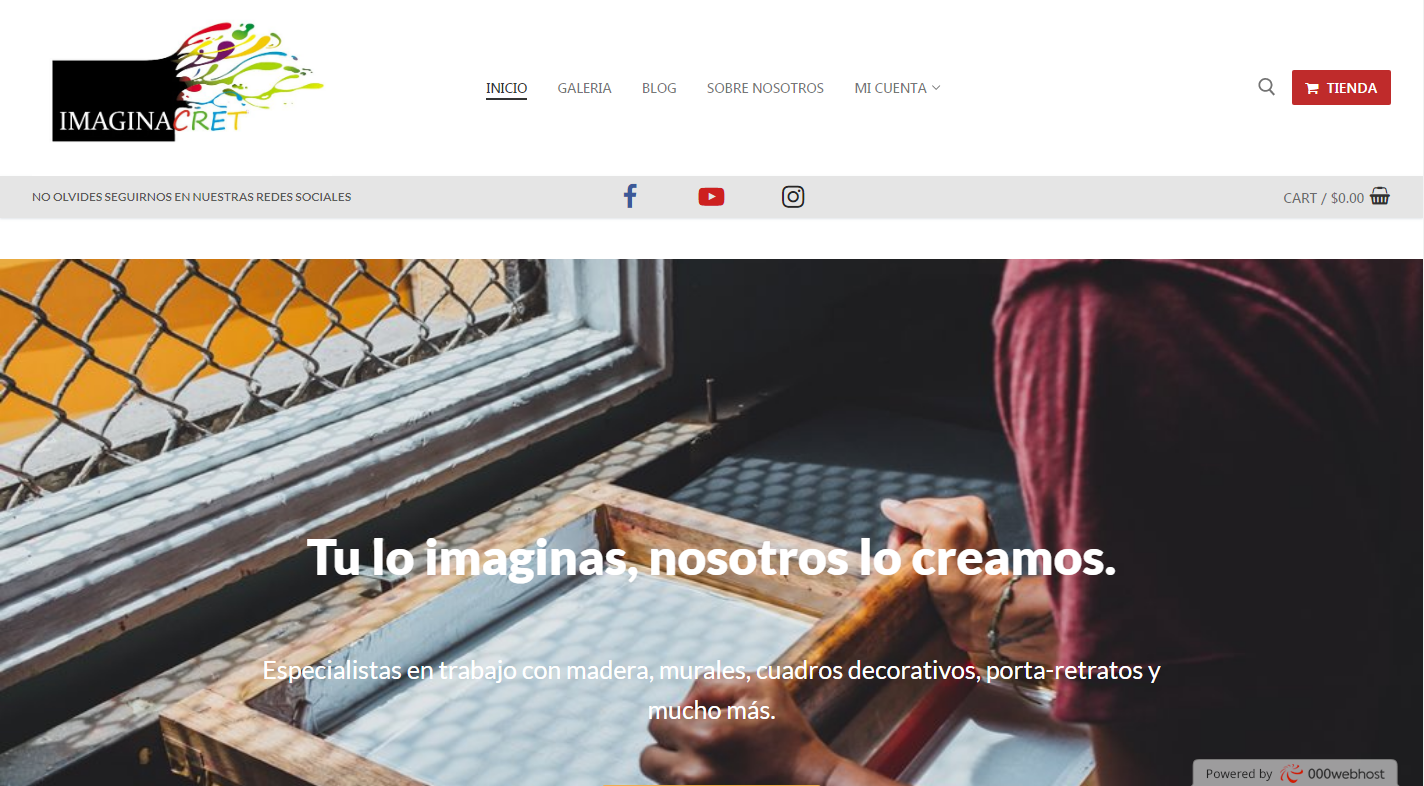 IMAGINACRET
INICIO
GALERIA
BLOG
SOBRE NOSOTROS
MI CUENTA
TIENDA
NO OLVIDES SEGUIRNOS EN NUESTRAS REDES SOCIALES
CART / $0.00
Tu lo imaginas, nosotros lo creamos.
Especialistas en trabajo con madera, murales, cuadros decorativos, porta-retratos y
mucho más.
Powered by 000webhost